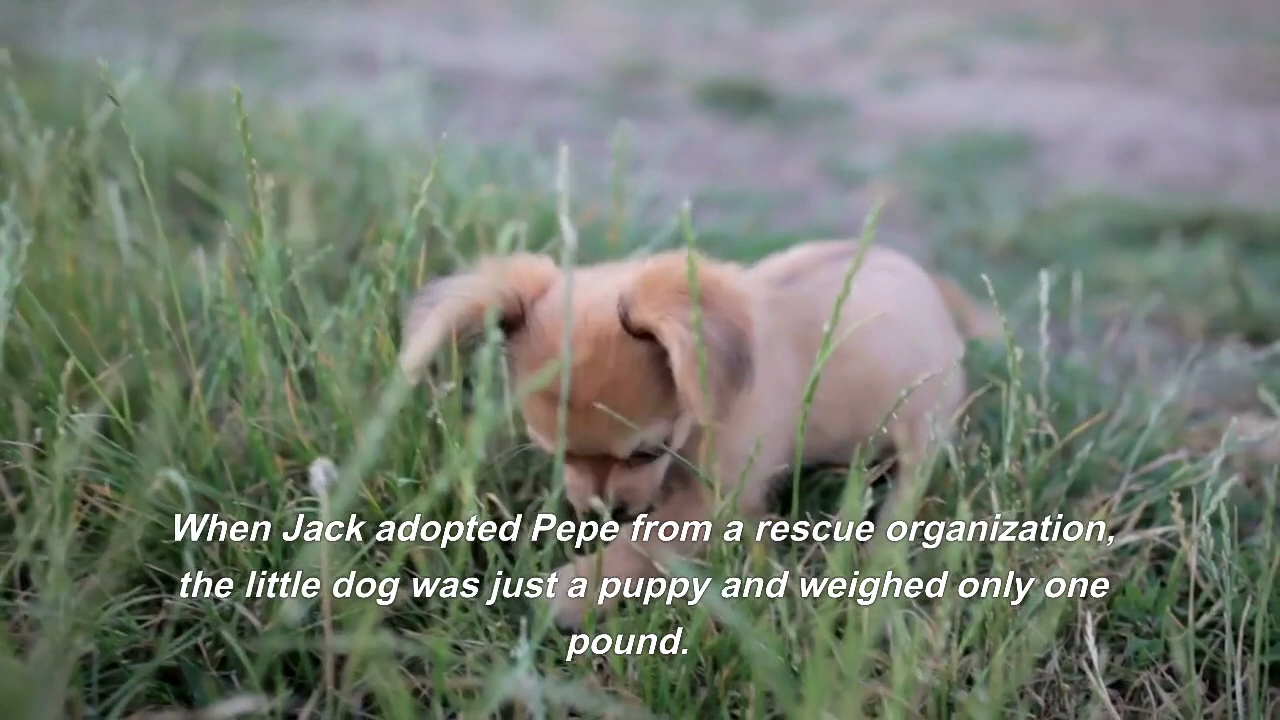 When Jack adopted Pepe from a rescue organization,
the little dog was just a puppy and weighed only one
pound.